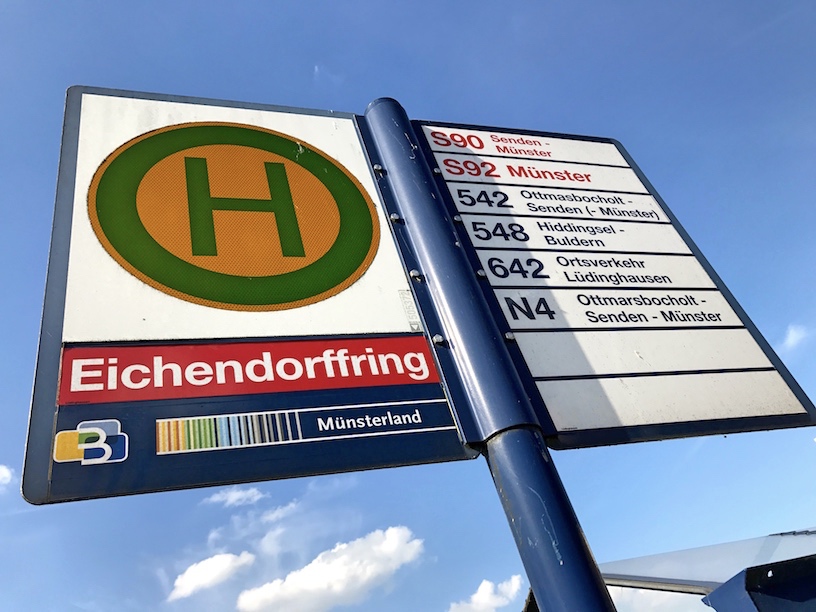 H
Eichendorffring
B
Münsterland
S90 Senden -
Münster
S92 Münster
542 Ottmasbocholt -
Senden (- Münster)
548 Hiddingsel -
Buldern
642 Ortsverkehr
Lüdinghausen
N4 Ottmarsbocholt -
Senden - Münster